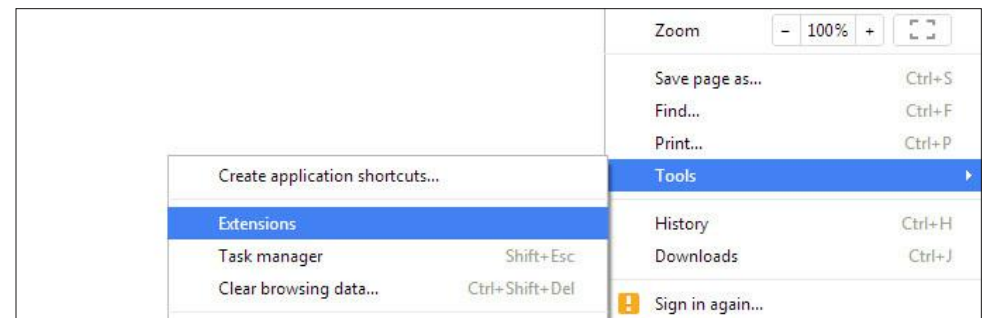 Zoom - 100% +
Save page as... Ctrl+S
Find... Ctrl+F
Print... Ctrl+P
Tools
History Ctrl+H
Downloads Ctrl+J
Sign in again...
Create application shortcuts...
Extensions
Task manager Shift+Esc
Clear browsing data... Ctrl+Shift+Del